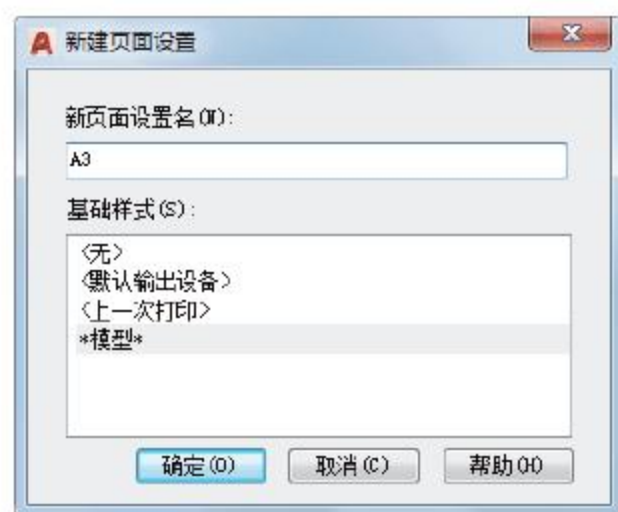 新建页面设置
新页面设置名(N):
A3
基础样式(S):
<无>
<默认输出设备>
<上一次打印>
*模型*
确定(O) 取消(C) 帮助(H)